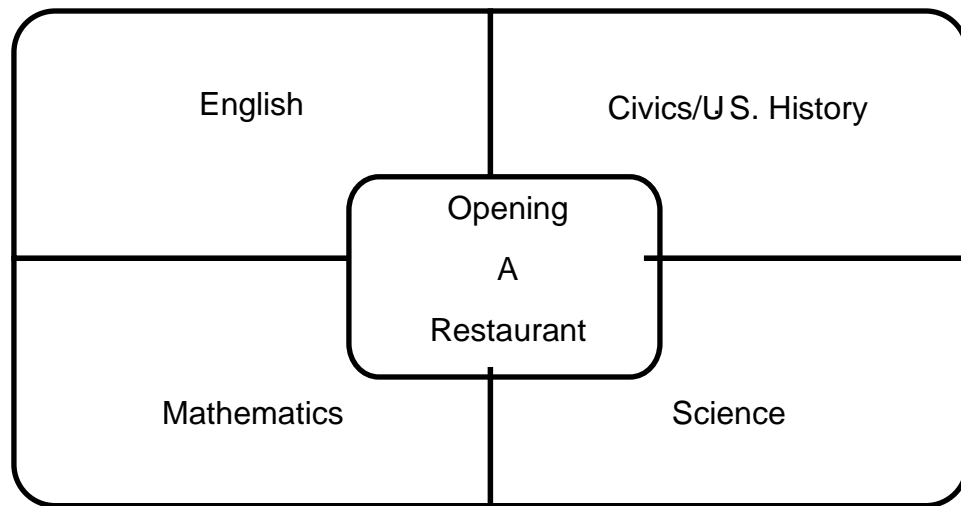 English
Civics/U.S. History
Opening
A
Restaurant
Mathematics
Science